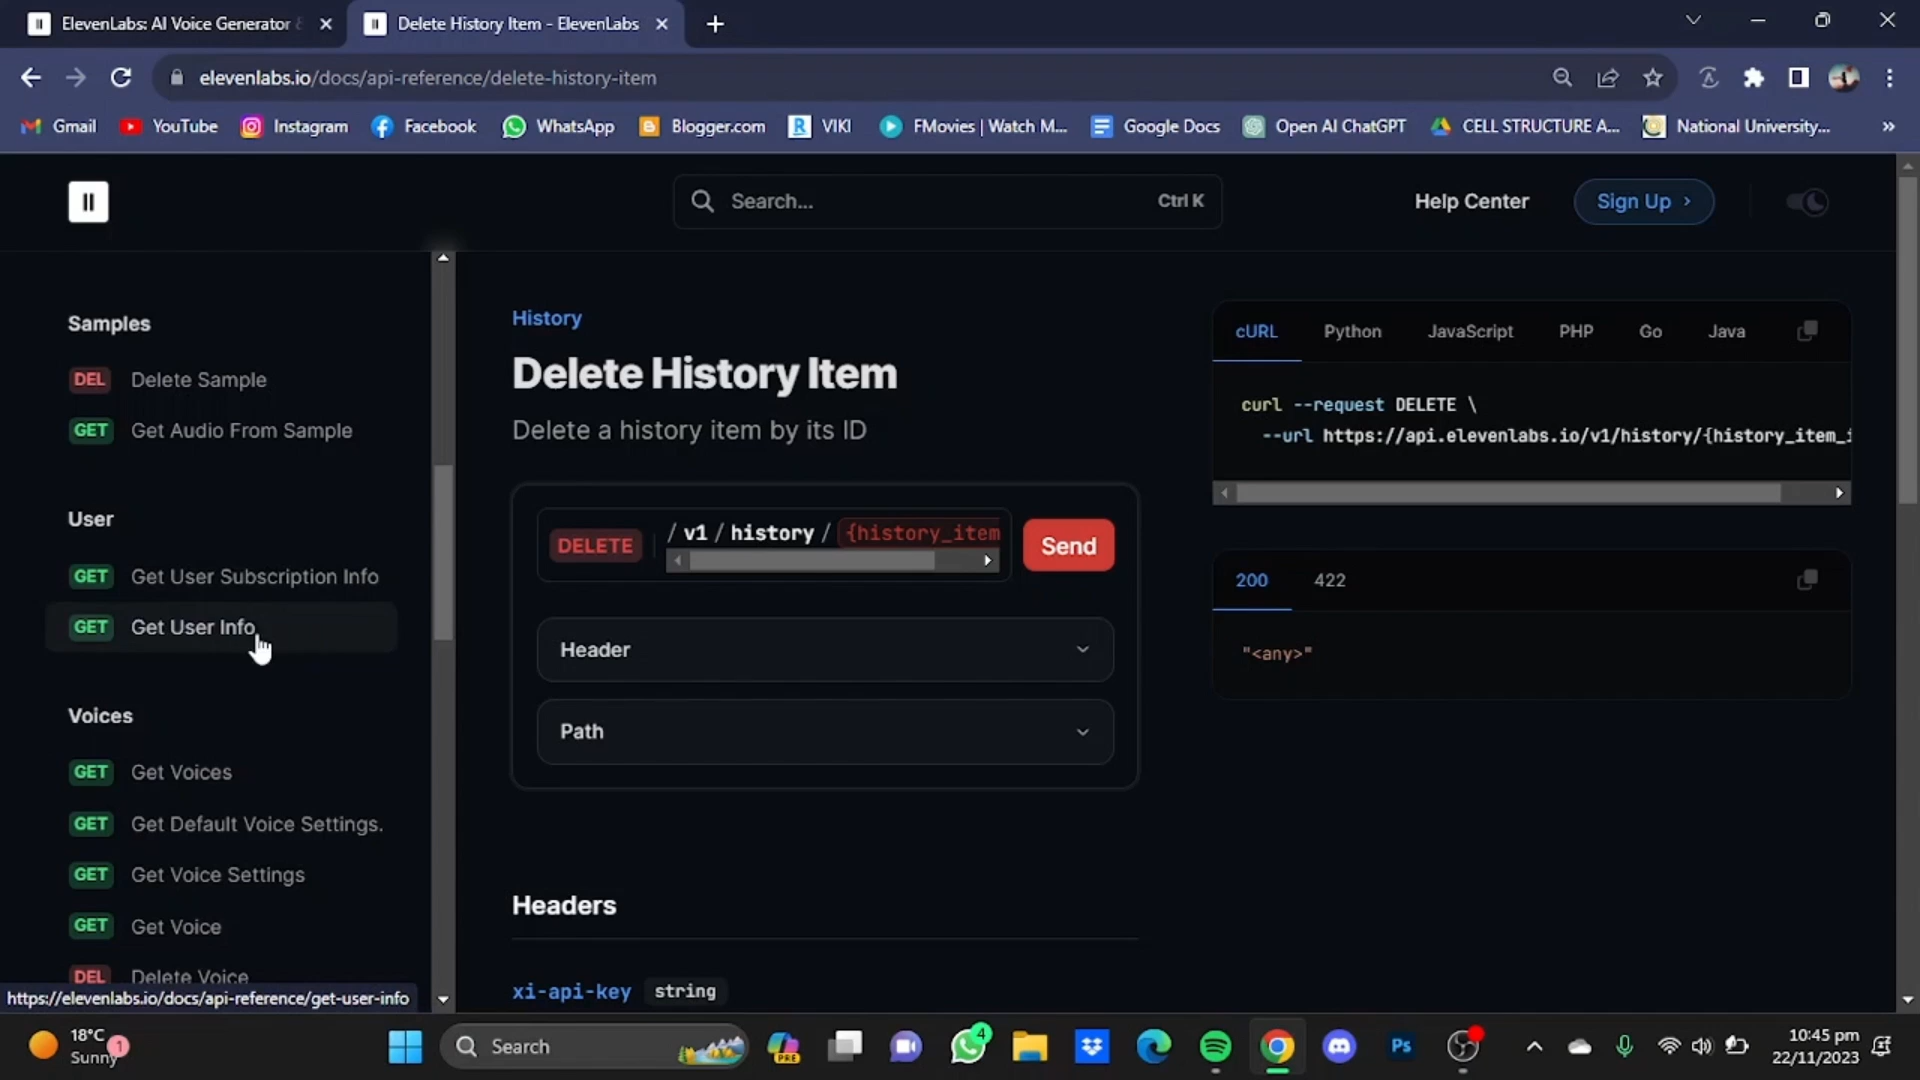 ElevenLabs: AI Voice Generator
Delete History Item - ElevenLabs
elevenlabs.io/docs/api-reference/delete-history-item
Gmail YouTube Instagram Facebook WhatsApp Blogger.com VIKI FMovies | Watch M... Google Docs Open AI ChatGPT CELL STRUCTURE A... National University... »
Search... Ctrl K
Help Center
Sign Up ›
Samples
DEL Delete Sample
GET Get Audio From Sample
User
GET Get User Subscription Info
GET Get User Info
Voices
GET Get Voices
GET Get Default Voice Settings.
GET Get Voice Settings
GET Get Voice
DEL Delete Voice
https://elevenlabs.io/docs/api-reference/get-user-info
History
Delete History Item
Delete a history item by its ID
DELETE / v1 / history / {history_item
Send
Header
Path
Headers
xi-api-key string
cURL Python JavaScript PHP Go Java
curl --request DELETE \
--url https://api.elevenlabs.io/v1/history/{history_item_i
200 422
"<any>"
18°C
Sunny
1
Search
PRE
4
Ps
10:45 pm
22/11/2023